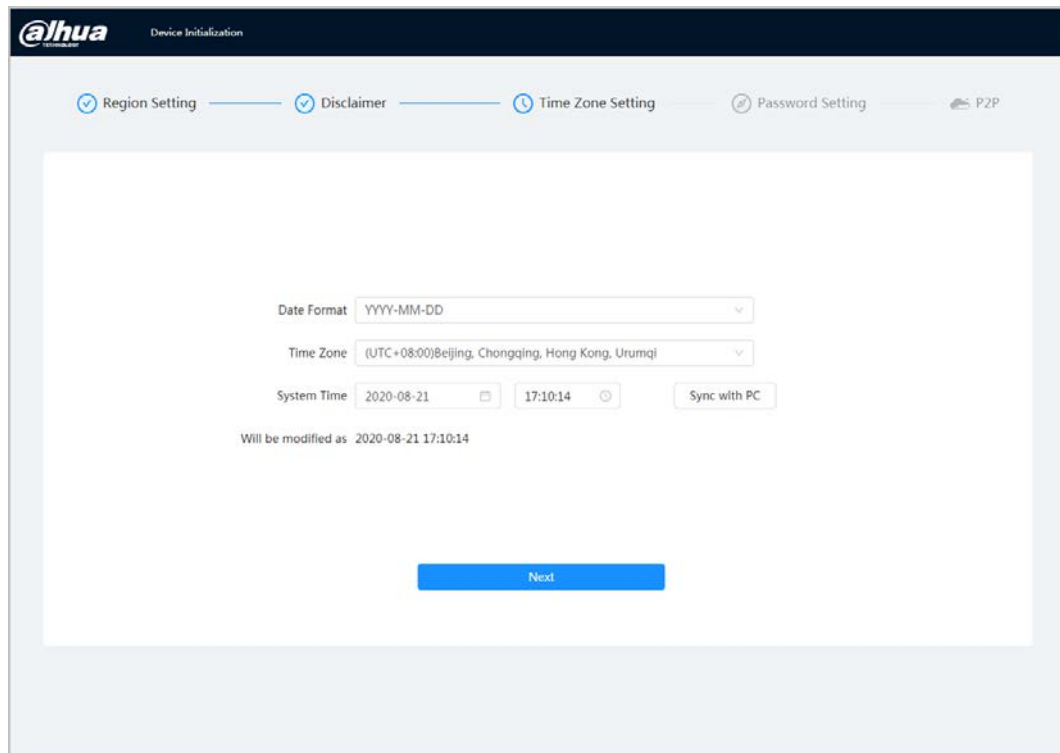 alhua
TECHNOLOGY
Device Initialization
Region Setting
Disclaimer
Time Zone Setting
Password Setting
P2P
Date Format YYYY-MM-DD
Time Zone (UTC+08:00)Beijing, Chongqing, Hong Kong, Urumqi
System Time 2020-08-21 17:10:14 Sync with PC
Will be modified as 2020-08-21 17:10:14
Next